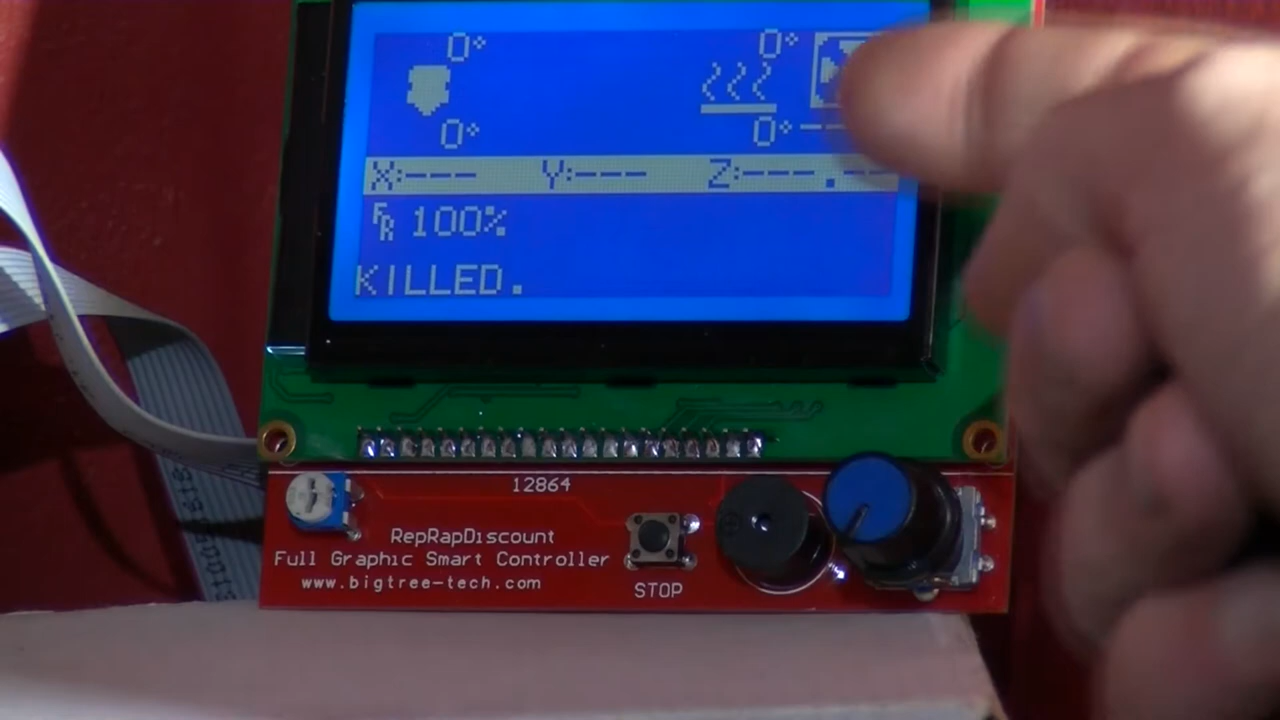 0° 0°
0° 0°--
X:--- Y:--- Z:---.--
FR 100%
KILLED.
12864
RepRapDiscount
Full Graphic Smart Controller
www.bigtree-tech.com
STOP